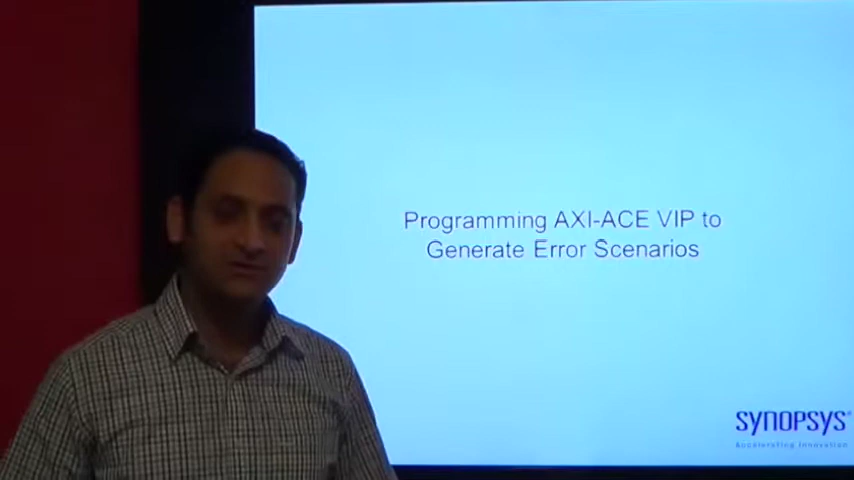 Programming AXI-ACE VIP to
Generate Error Scenarios
SYNOPSYS®
Accelerating Innovation